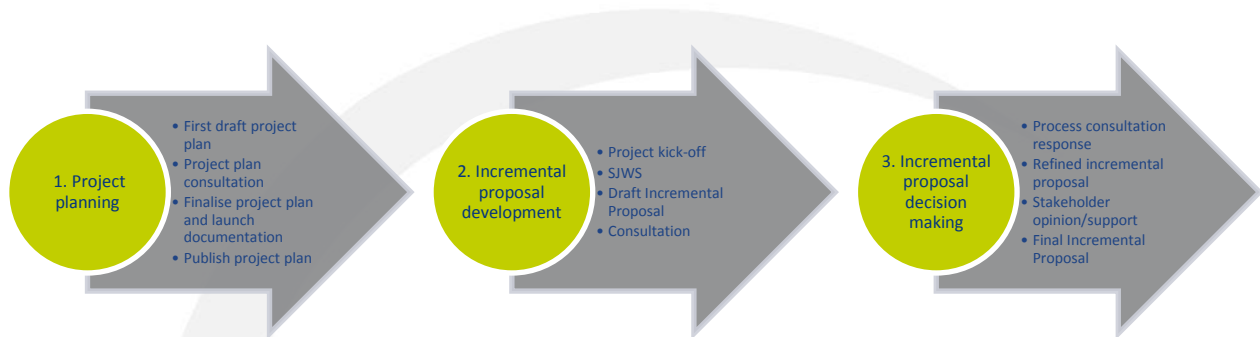 1. Project
planning
• First draft project
plan
• Project plan
consultation
• Finalise project plan
and launch
documentation
• Publish project plan
2. Incremental
proposal
development
• Project kick-off
• SJWS
• Draft Incremental
Proposal
• Consultation
3. Incremental
proposal
decision
making
• Process consultation
response
• Refined incremental
proposal
• Stakeholder
opinion/support
• Final Incremental
Proposal